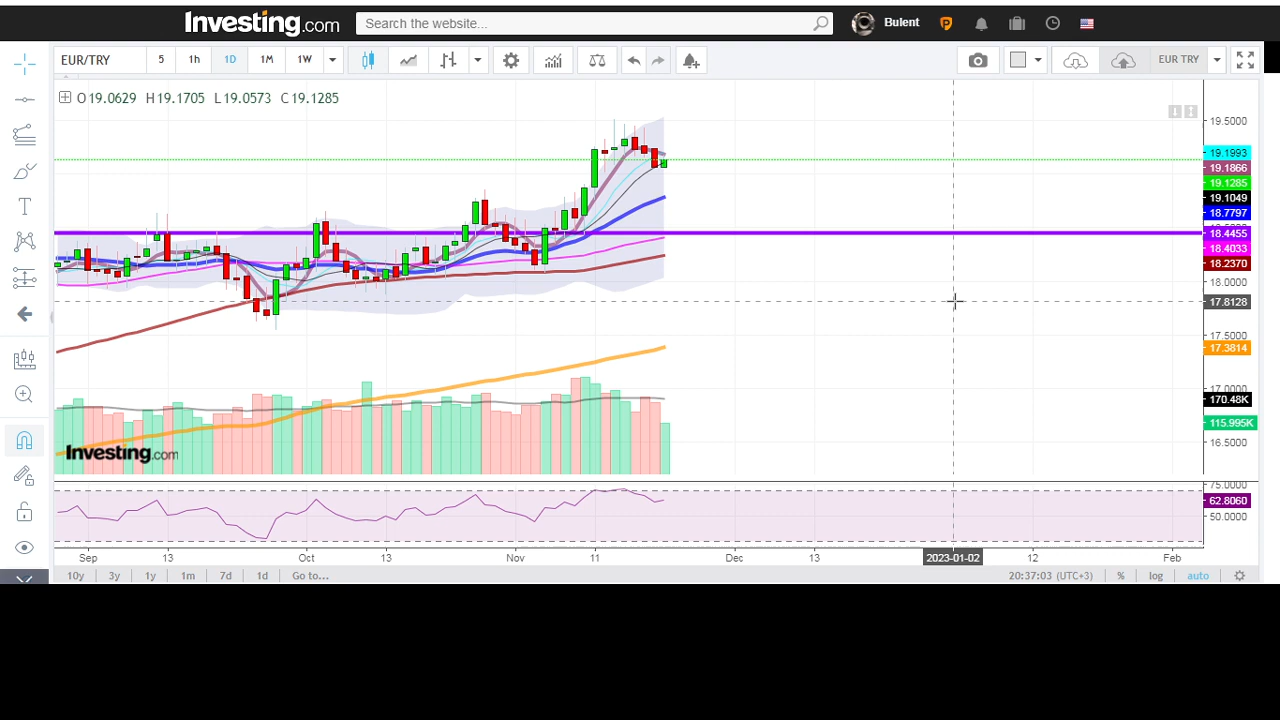 Investing.com
Search the website...
Bulent
EUR/TRY
5
1h
1D
1M
1W
EUR TRY
O19.0629 H19.1705 L19.0573 C19.1285
19.5000
19.1993
19.1866
19.1285
19.1049
18.7797
18.4455
18.4033
18.2370
18.0000
17.8128
17.5000
17.3814
17.0000
170.48K
115.995K
16.5000
Investing.com
75.0000
62.8060
50.0000
Sep 13 Oct 13 Nov 11 Dec 13 2023-01-02 12 Feb
10y 3y 1y 1m 7d 1d Go to... 20:37:03 (UTC+3) % log auto